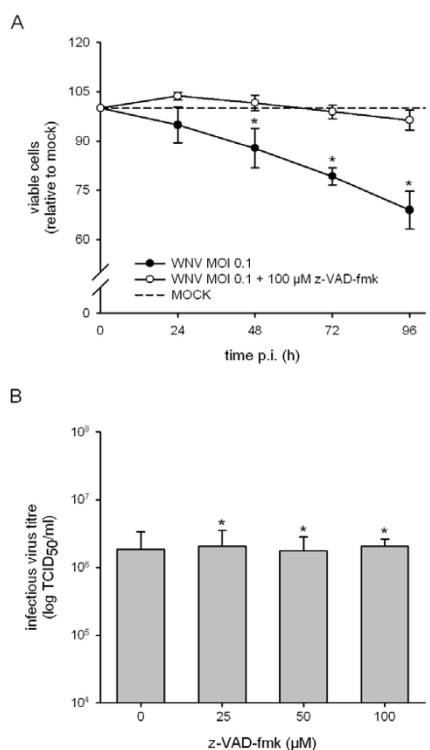 A
viable cells
(relative to mock)
120
105
90
75
60
0
*
*
*
WNV MOI 0.1
WNV MOI 0.1 + 100 µM z-VAD-fmk
MOCK
0 24 48 72 96
time p.i. (h)
B
infectious virus titre
(log TCID50/ml)
10⁸
10⁷
10⁶
10⁵
10⁴
* * *
0 25 50 100
z-VAD-fmk (µM)